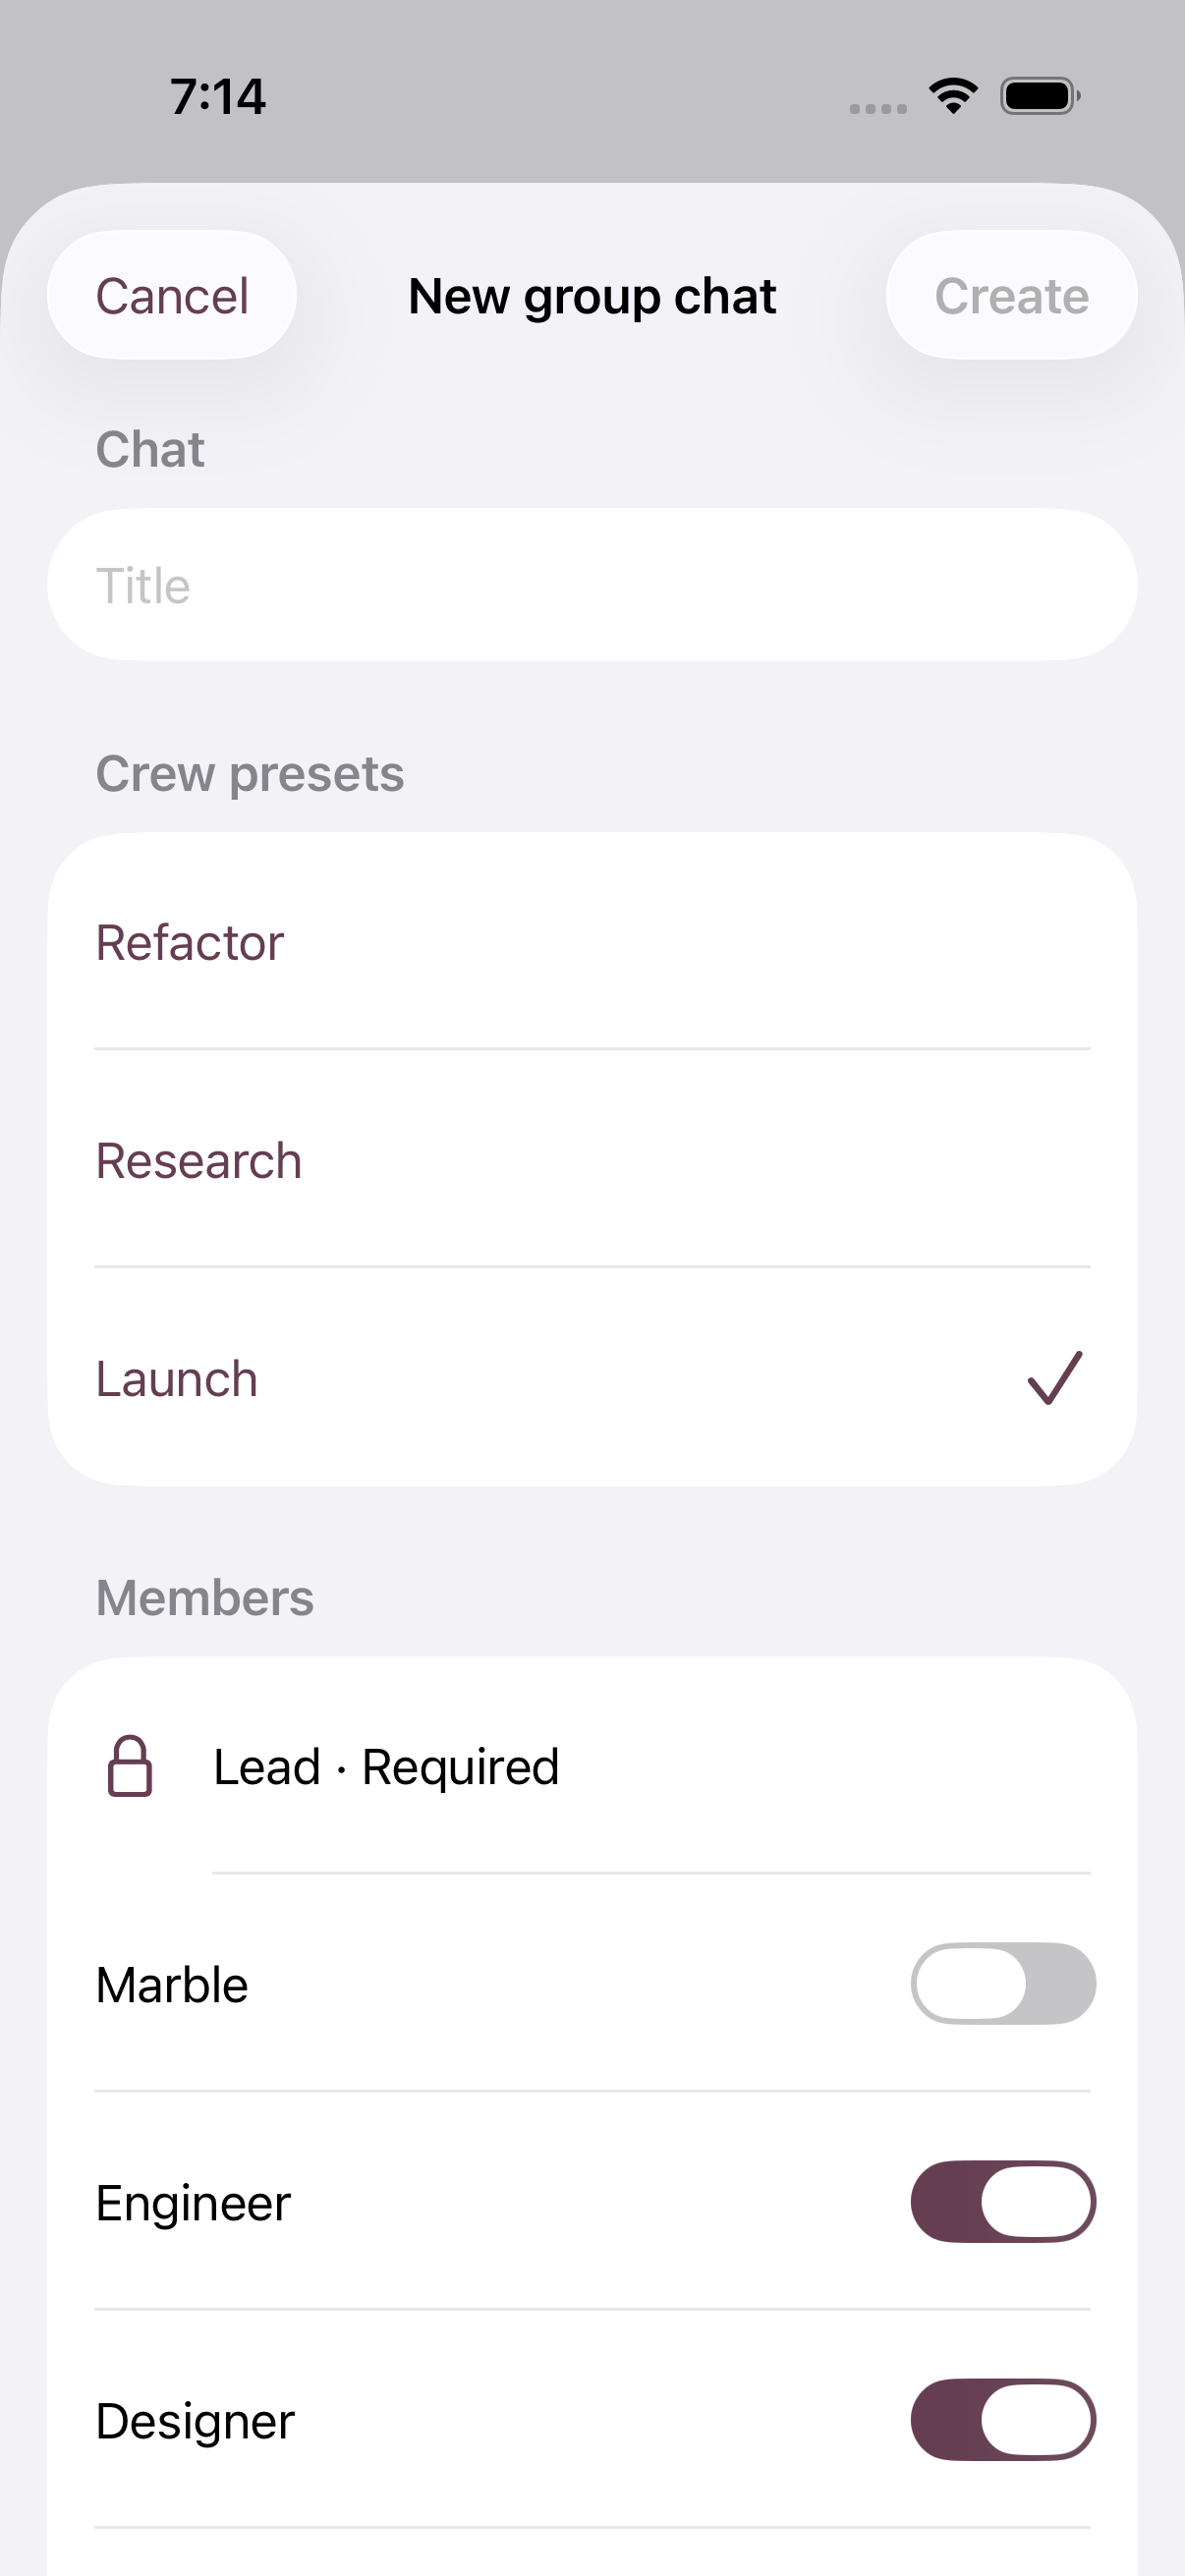 7:14
Cancel
New group chat
Create
Chat
Title
Crew presets
Refactor
Research
Launch
Members
Lead · Required
Marble
Engineer
Designer